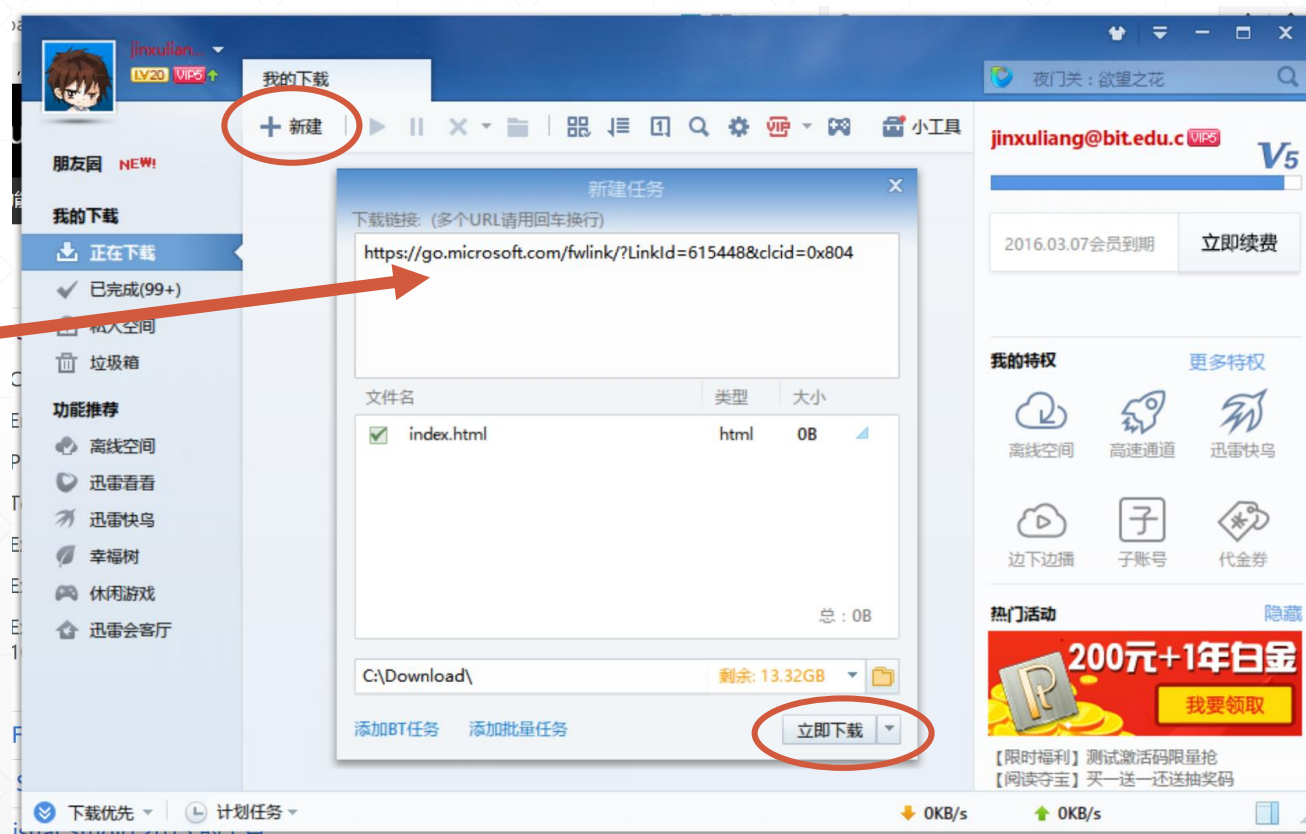 jinxulian...
LV20 VIP5
我的下载
夜门关：欲望之花
新建
小工具
朋友园 NEW!
我的下载
正在下载
已完成(99+)
私人空间
垃圾箱
功能推荐
离线空间
迅雷看看
迅雷快鸟
幸福树
休闲游戏
迅雷会客厅
新建任务
下载链接: (多个URL请用回车换行)
https://go.microsoft.com/fwlink/?LinkId=615448&clcid=0x804
文件名 类型 大小
index.html html 0B
总：0B
C:\Download\ 剩余: 13.32GB
添加BT任务 添加批量任务 立即下载
jinxuliang@bit.edu.c VIP5
V5
2016.03.07会员到期 立即续费
我的特权 更多特权
离线空间 高速通道 迅雷快鸟
边下边播 子账号 代金券
热门活动 隐藏
200元+1年白金
我要领取
【限时福利】测试激活码限量抢
【阅读夺宝】买一送一还送抽奖码
下载优先 计划任务 0KB/s 0KB/s